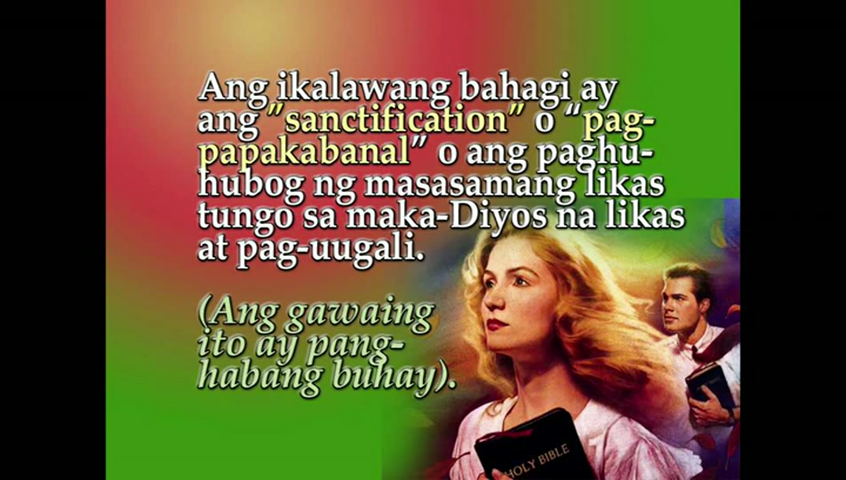 Ang ikalawang bahagi ay
ang ”sanctification” o “pag-
papakabanal” o ang paghu-
hubog ng masasamang likas
tungo sa maka-Diyos na likas
at pag-uugali.
(Ang gawaing
ito ay pang-
habang buhay).
HOLY BIBLE